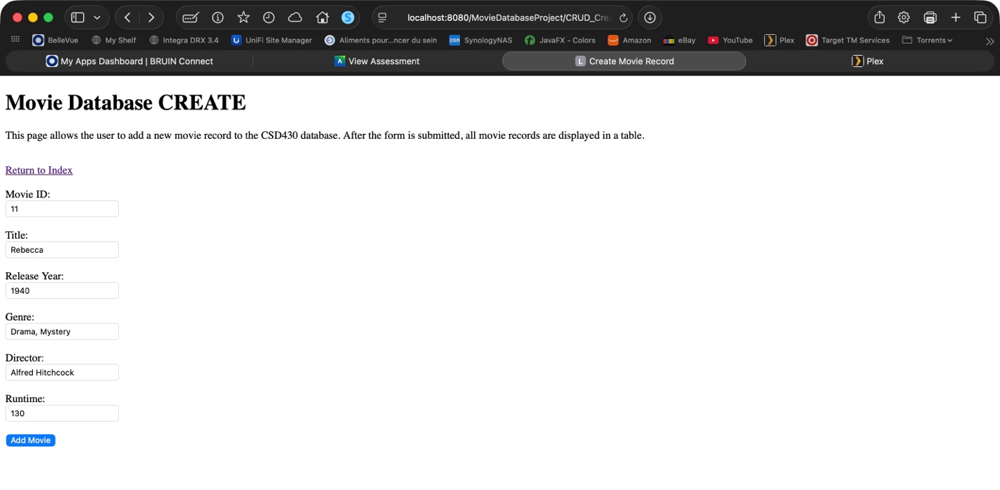 localhost:8080/MovieDatabaseProject/CRUD_Cre
BelleVue My Shelf Integra DRX 3.4 UniFi Site Manager Aliments pour...ncer du sein SynologyNAS JavaFX - Colors Amazon eBay YouTube Plex Target TM Services Torrents
My Apps Dashboard | BRUIN Connect View Assessment L Create Movie Record Plex
Movie Database CREATE
This page allows the user to add a new movie record to the CSD430 database. After the form is submitted, all movie records are displayed in a table.
Return to Index
Movie ID:
11
Title:
Rebecca
Release Year:
1940
Genre:
Drama, Mystery
Director:
Alfred Hitchcock
Runtime:
130
Add Movie